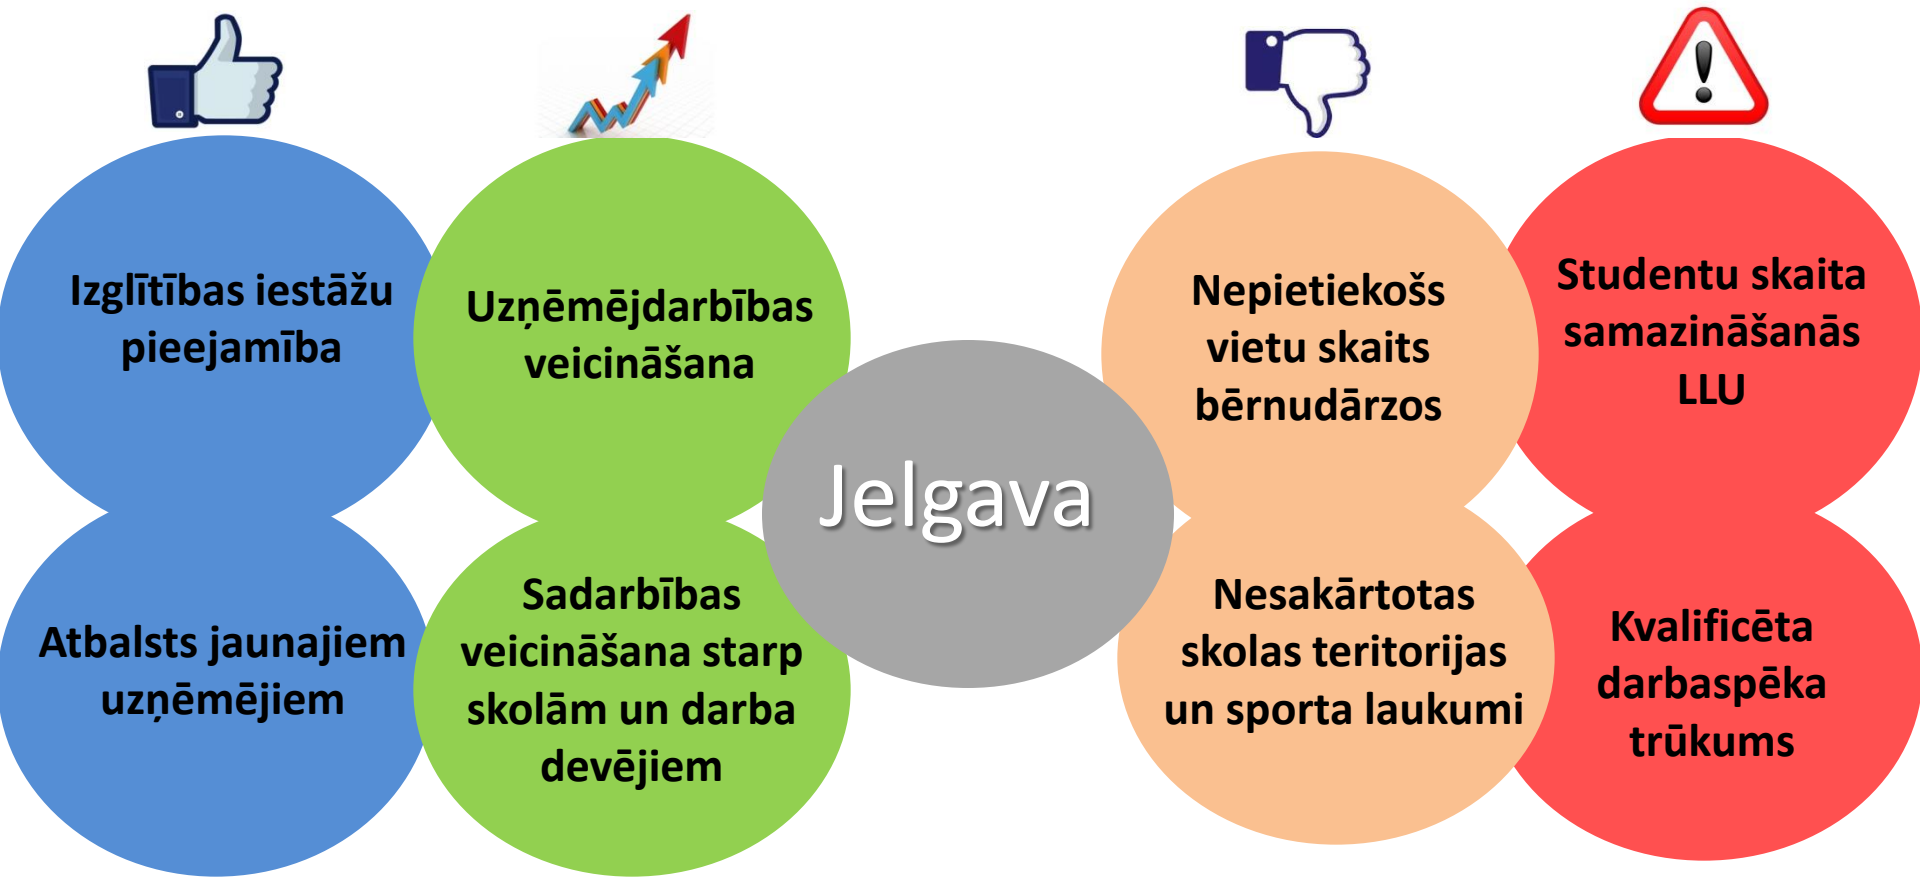 Izglītības iestāžu
pieejamība
Uzņēmējdarbības
veicināšana
Nepietiekošs
vietu skaits
bērnudārzos
Studentu skaita
samazināšanās
LLU
Jelgava
Atbalsts jaunajiem
uzņēmējiem
Sadarbības
veicināšana starp
skolām un darba
devējiem
Nesakārtotas
skolas teritorijas
un sporta laukumi
Kvalificēta
darbaspēka
trūkums